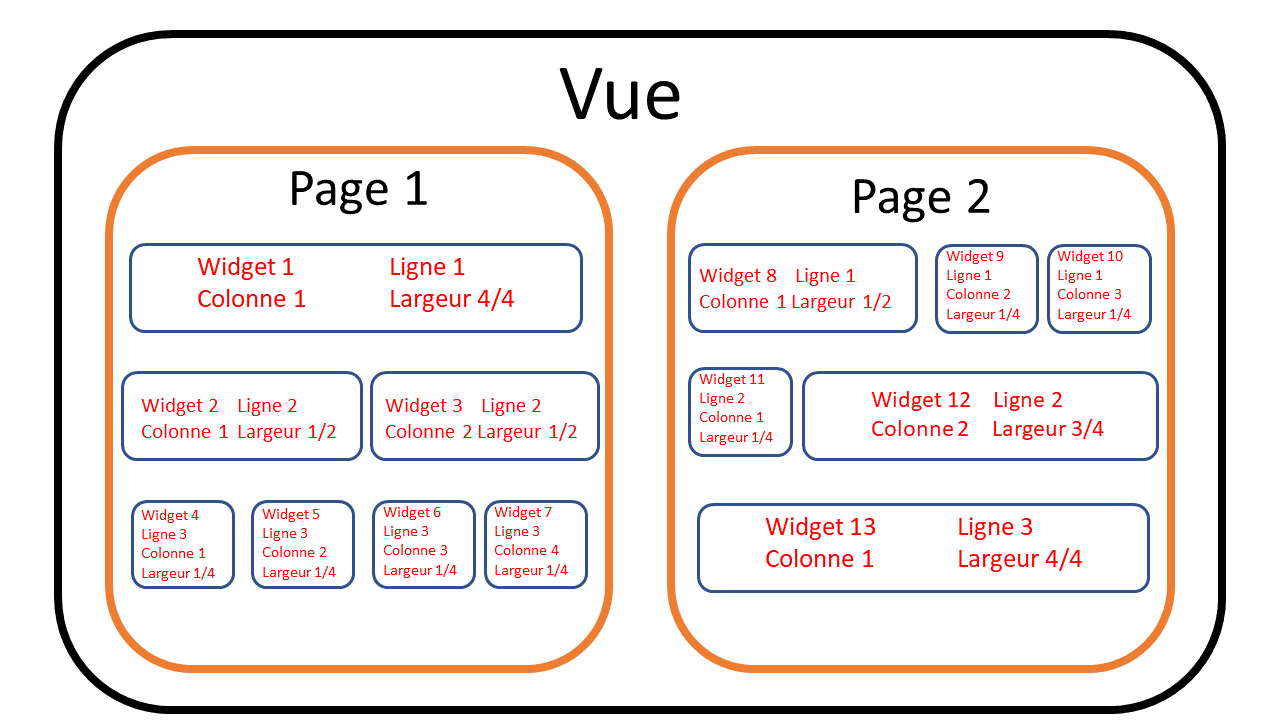 Vue
Page 1
Widget 1 Ligne 1
Colonne 1 Largeur 4/4
Widget 2 Ligne 2
Colonne 1 Largeur 1/2
Widget 3 Ligne 2
Colonne 2 Largeur 1/2
Widget 4
Ligne 3
Colonne 1
Largeur 1/4
Widget 5
Ligne 3
Colonne 2
Largeur 1/4
Widget 6
Ligne 3
Colonne 3
Largeur 1/4
Widget 7
Ligne 3
Colonne 4
Largeur 1/4
Page 2
Widget 8 Ligne 1
Colonne 1 Largeur 1/2
Widget 9
Ligne 1
Colonne 2
Largeur 1/4
Widget 10
Ligne 1
Colonne 3
Largeur 1/4
Widget 11
Ligne 2
Colonne 1
Largeur 1/4
Widget 12 Ligne 2
Colonne 2 Largeur 3/4
Widget 13 Ligne 3
Colonne 1 Largeur 4/4